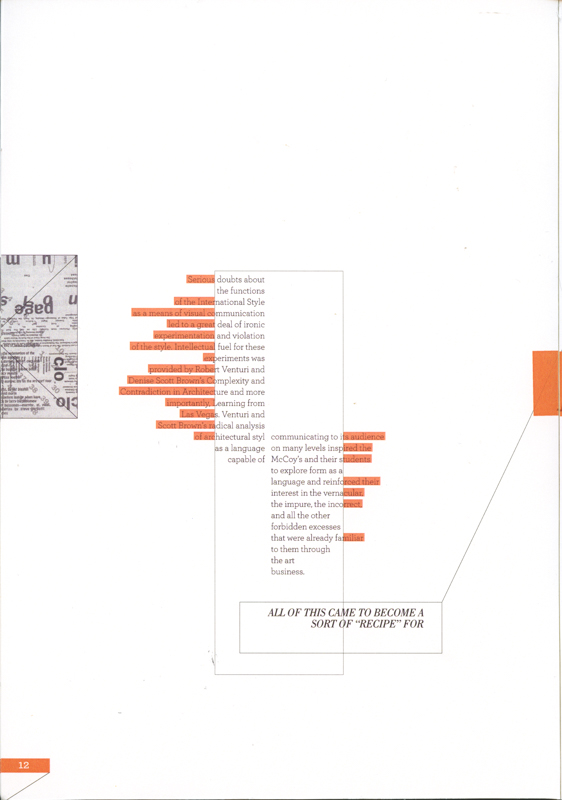 Serious doubts about
the functions
of the International Style
as a means of visual communication
led to a great deal of ironic
experimentation and violation
of the style. Intellectual fuel for these
experiments was
provided by Robert Venturi and
Denise Scott Brown's Complexity and
Contradiction in Architecture and more
importantly, Learning from
Las Vegas. Venturi and
Scott Brown's radical analysis
of architectural styl
as a language
capable of
communicating to its audience
on many levels inspired the
McCoy's and their students
to explore form as a
language and reinforced their
interest in the vernacular,
the impure, the incorrect,
and all the other
forbidden excesses
that were already familiar
to them through
the art
business.
ALL OF THIS CAME TO BECOME A
SORT OF “RECIPE” FOR
page
clo
clo
12